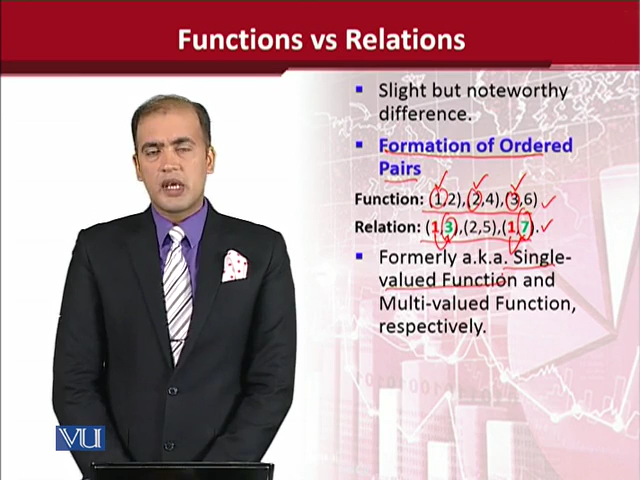 Functions vs Relations
Slight but noteworthy
difference.
Formation of Ordered
Pairs
Function: (1,2),(2,4),(3,6)
Relation: (1,3),(2,5),(1,7).
Formerly a.k.a. Single-
valued Function and
Multi-valued Function,
respectively.
VU